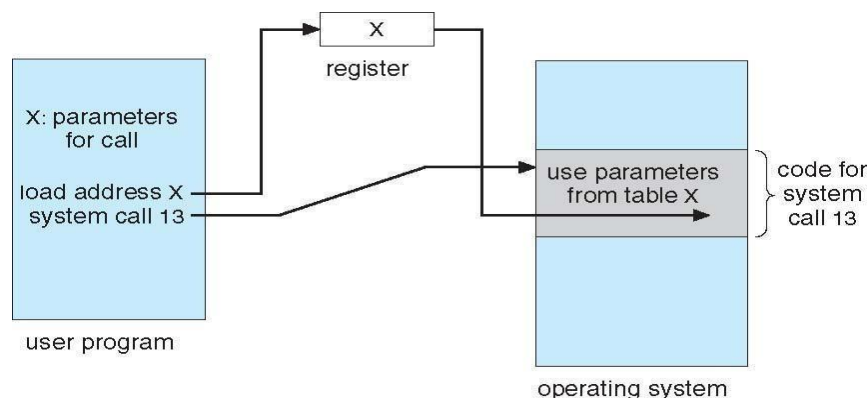 X
register
X: parameters
for call
load address X
system call 13
user program
use parameters
from table X
code for
system
call 13
operating system